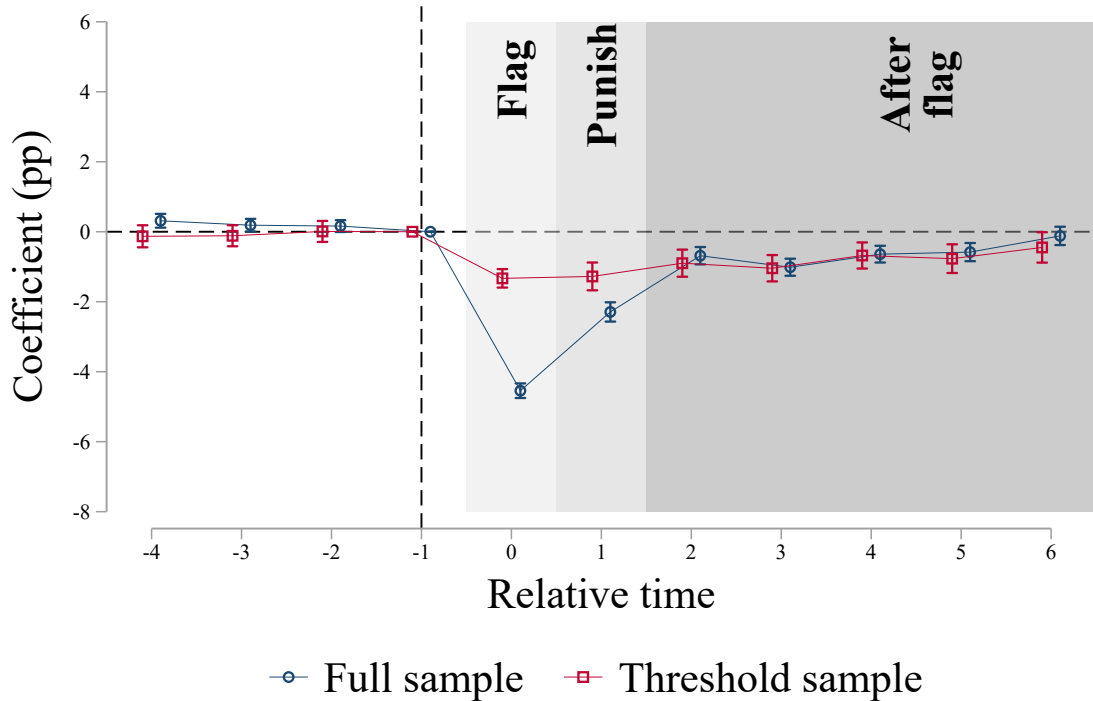 6
4
2
0
-2
-4
-6
-8
Coefficient (pp)
Flag
Punish
After
flag
-4 -3 -2 -1 0 1 2 3 4 5 6
Relative time
Full sample Threshold sample